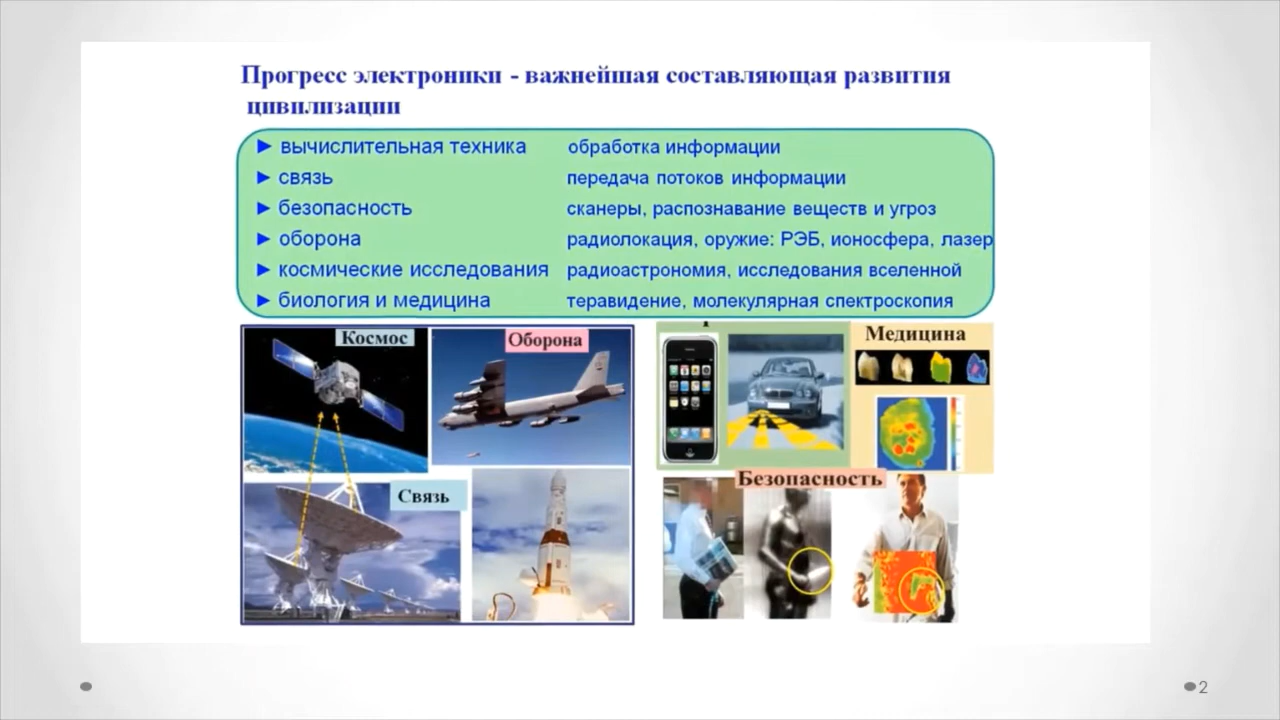 Прогресс электроники - важнейшая составляющая развития
цивилизации
► вычислительная техника обработка информации
► связь передача потоков информации
► безопасность сканеры, распознавание веществ и угроз
► оборона радиолокация, оружие: РЭБ, ионосфера, лазер
► космические исследования радиоастрономия, исследования вселенной
► биология и медицина теравидение, молекулярная спектроскопия
Космос
Оборона
Медицина
Связь
Безопасность
2